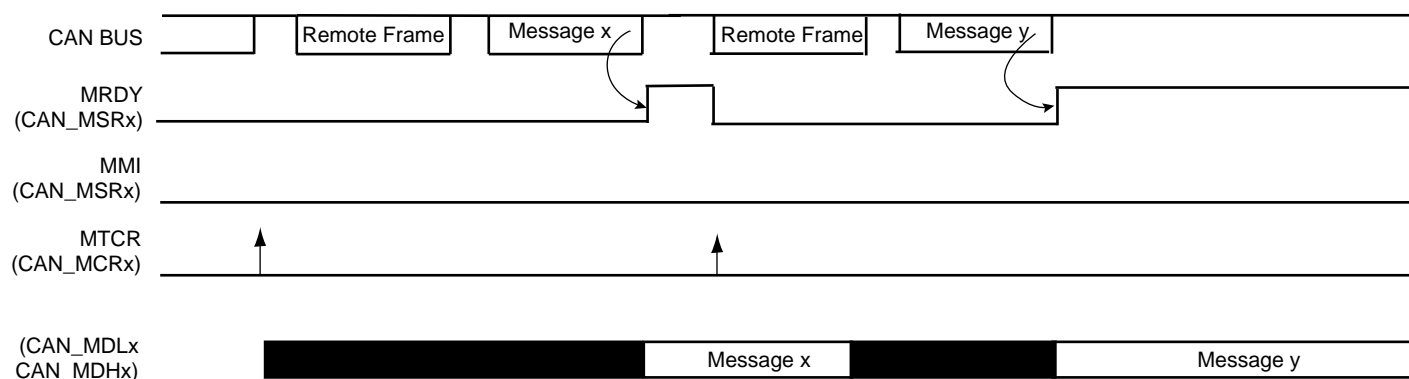 CAN BUS
Remote Frame
Message x
Remote Frame
Message y
MRDY
(CAN_MSRx)
MMI
(CAN_MSRx)
MTCR
(CAN_MCRx)
(CAN_MDLx
CAN_MDHx)
Message x
Message y